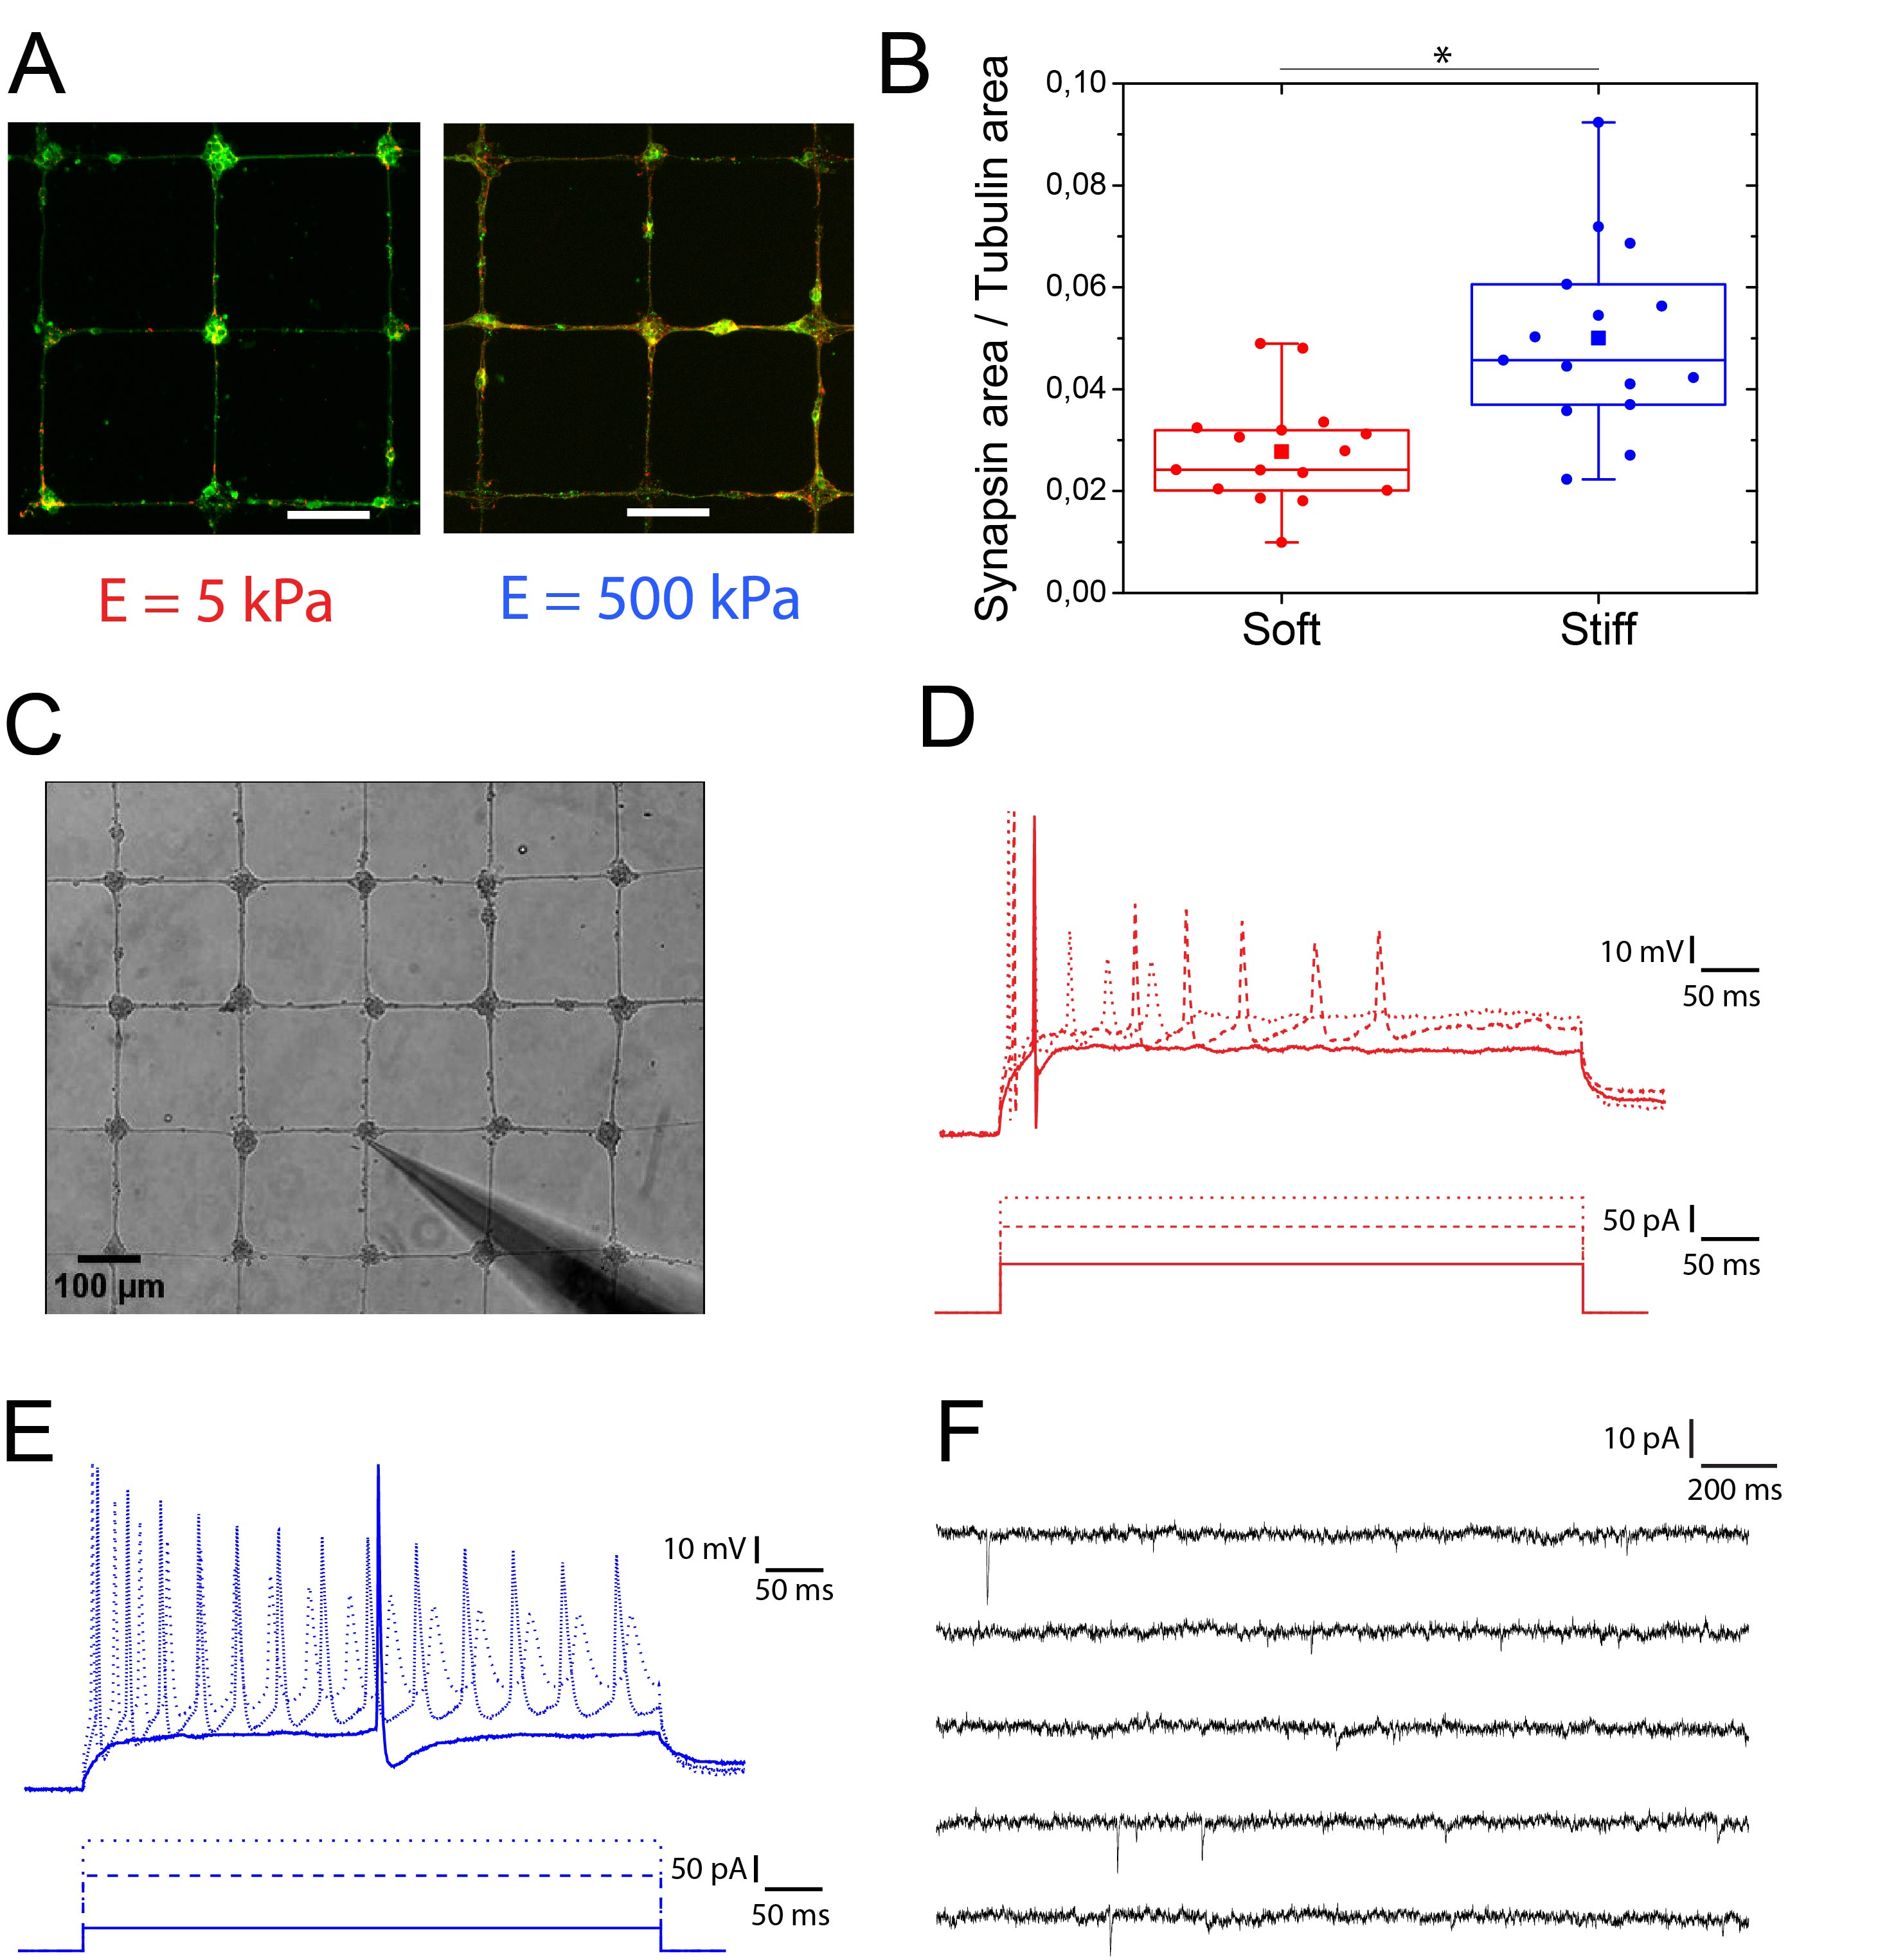 A
E = 5 kPa
E = 500 kPa
B
*
Synapsin area / Tubulin area
0,10
0,08
0,06
0,04
0,02
0,00
Soft
Stiff
C
100 µm
D
10 mV
50 ms
50 pA
50 ms
E
10 mV
50 ms
50 pA
50 ms
F
10 pA
200 ms